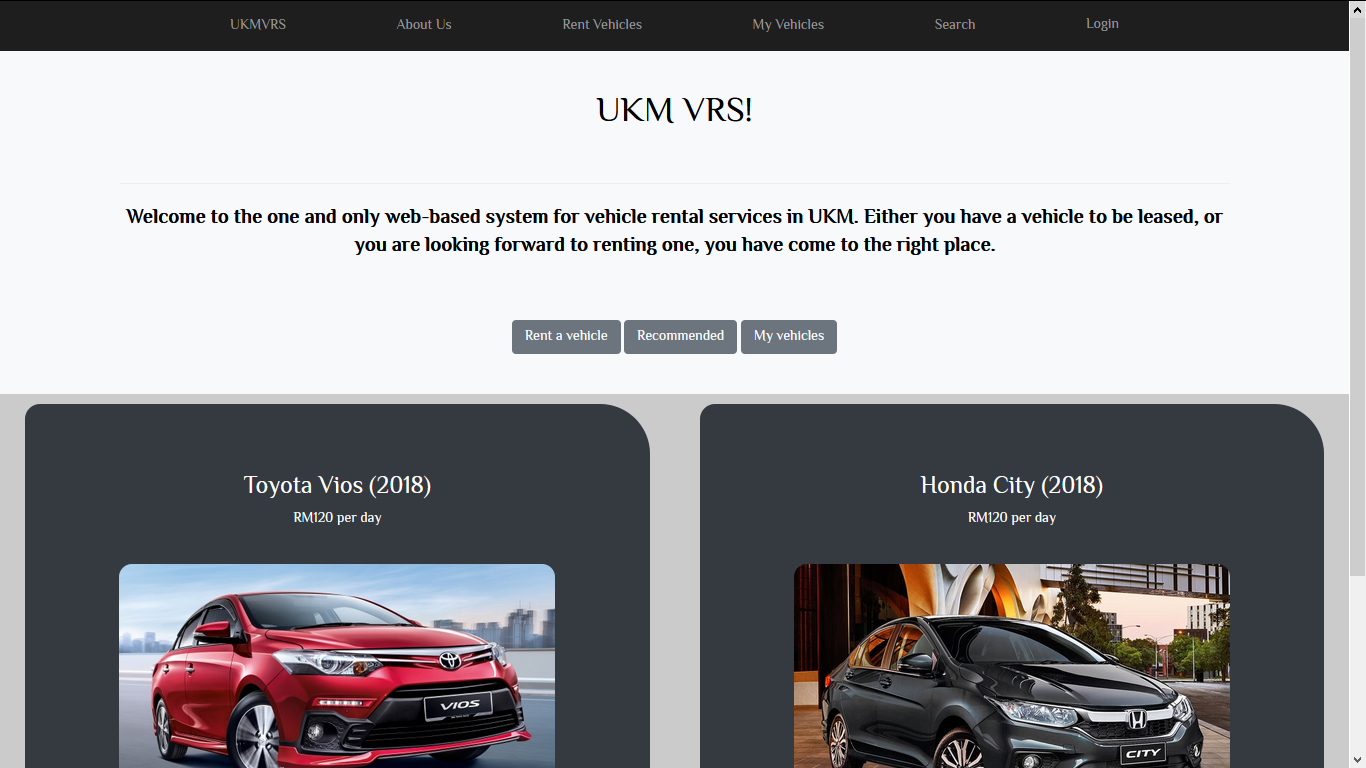 UKMVRS About Us Rent Vehicles My Vehicles Search Login
UKM VRS!
Welcome to the one and only web-based system for vehicle rental services in UKM. Either you have a vehicle to be leased, or
you are looking forward to renting one, you have come to the right place.
Rent a vehicle Recommended My vehicles
Toyota Vios (2018)
RM120 per day
VIOS
Honda City (2018)
RM120 per day
CITY